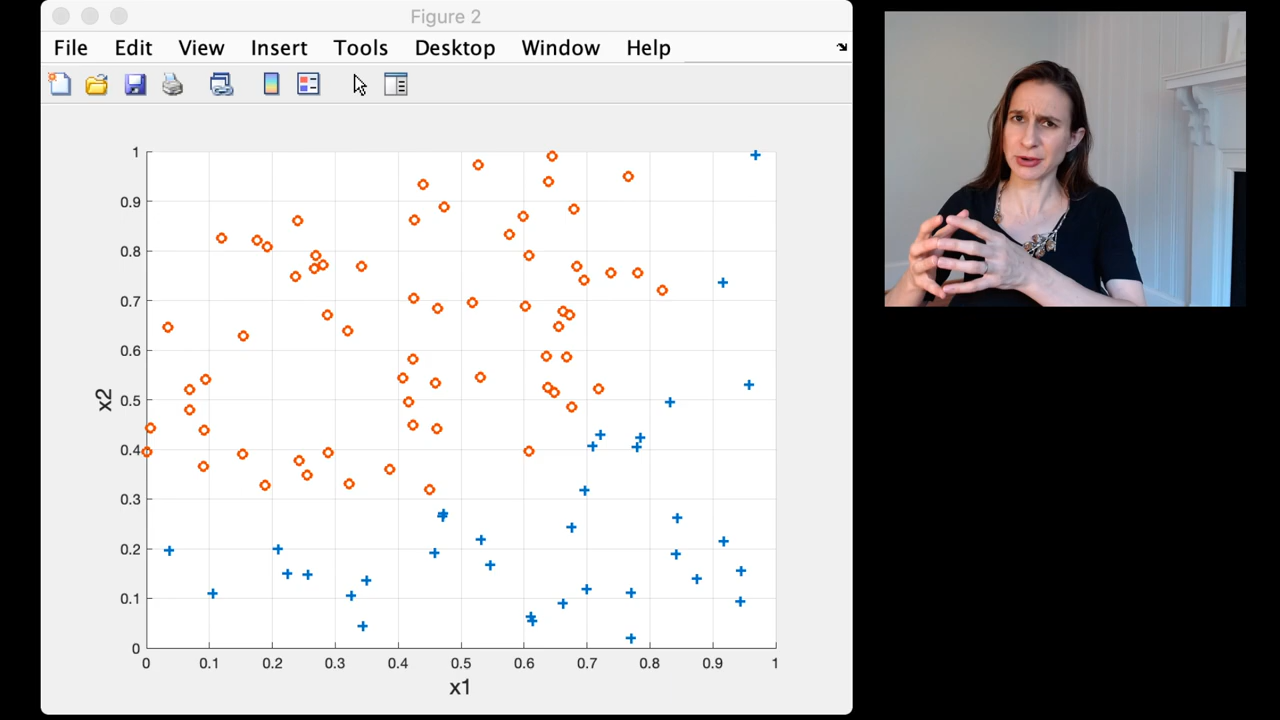 Figure 2
File Edit View Insert Tools Desktop Window Help
1
0.9
0.8
0.7
0.6
0.5
0.4
0.3
0.2
0.1
0
x2
0 0.1 0.2 0.3 0.4 0.5 0.6 0.7 0.8 0.9 1
x1